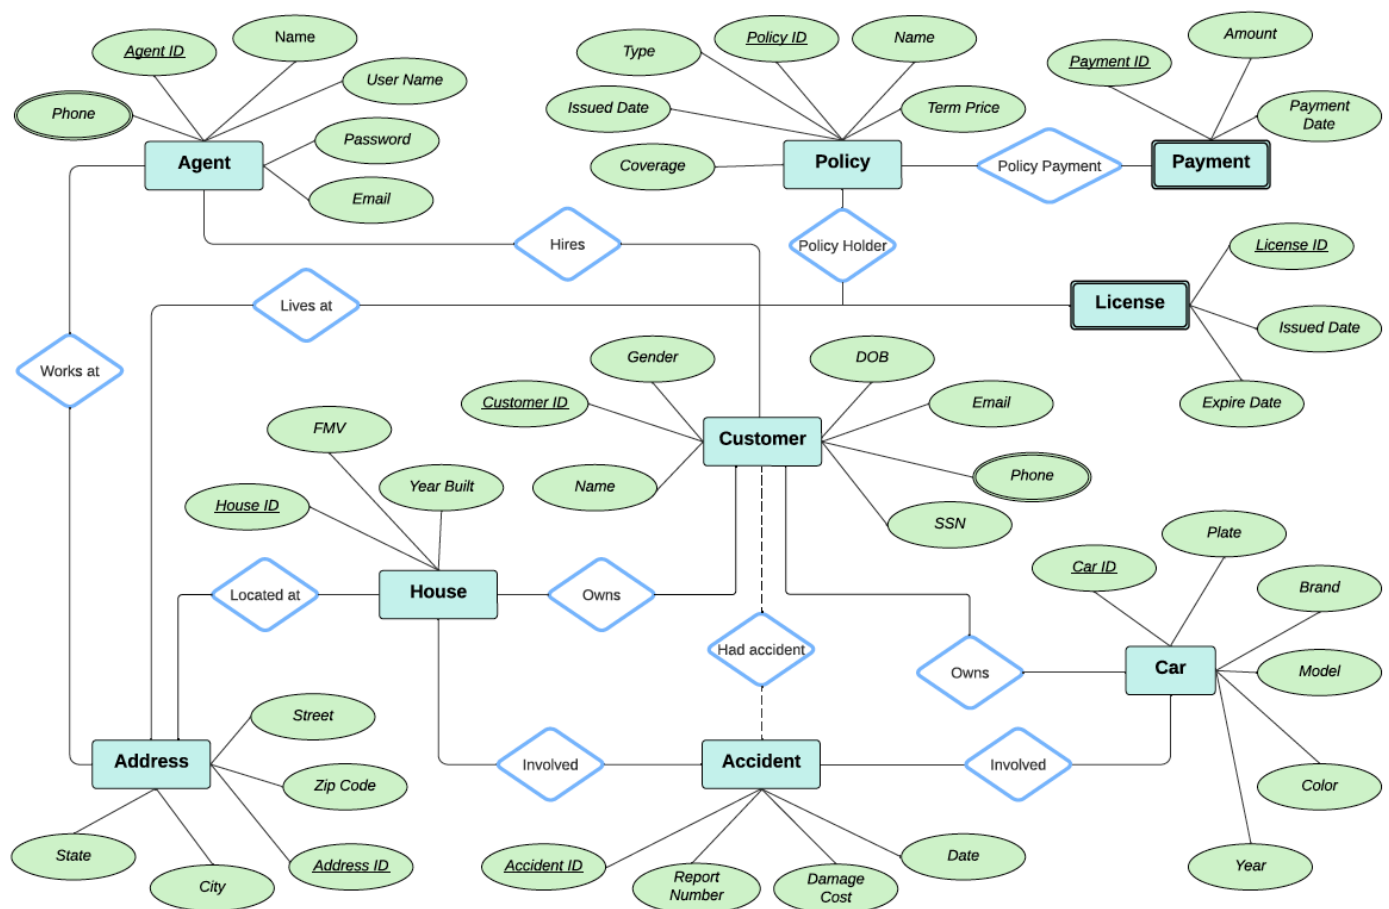 Agent ID
Name
User Name
Phone
Password
Agent
Email
Type
Policy ID
Name
Issued Date
Term Price
Coverage
Policy
Policy Payment
Payment ID
Amount
Payment
Date
Payment
Hires
Policy Holder
Lives at
License
License ID
Issued Date
Expire Date
Works at
Gender
DOB
Customer ID
Email
Customer
Name
Phone
SSN
FMV
Year Built
House ID
Located at
House
Owns
Had accident
Owns
Plate
Car ID
Brand
Car
Model
Color
Year
Street
Address
Zip Code
State
City
Address ID
Involved
Accident
Involved
Accident ID
Report
Number
Damage
Cost
Date